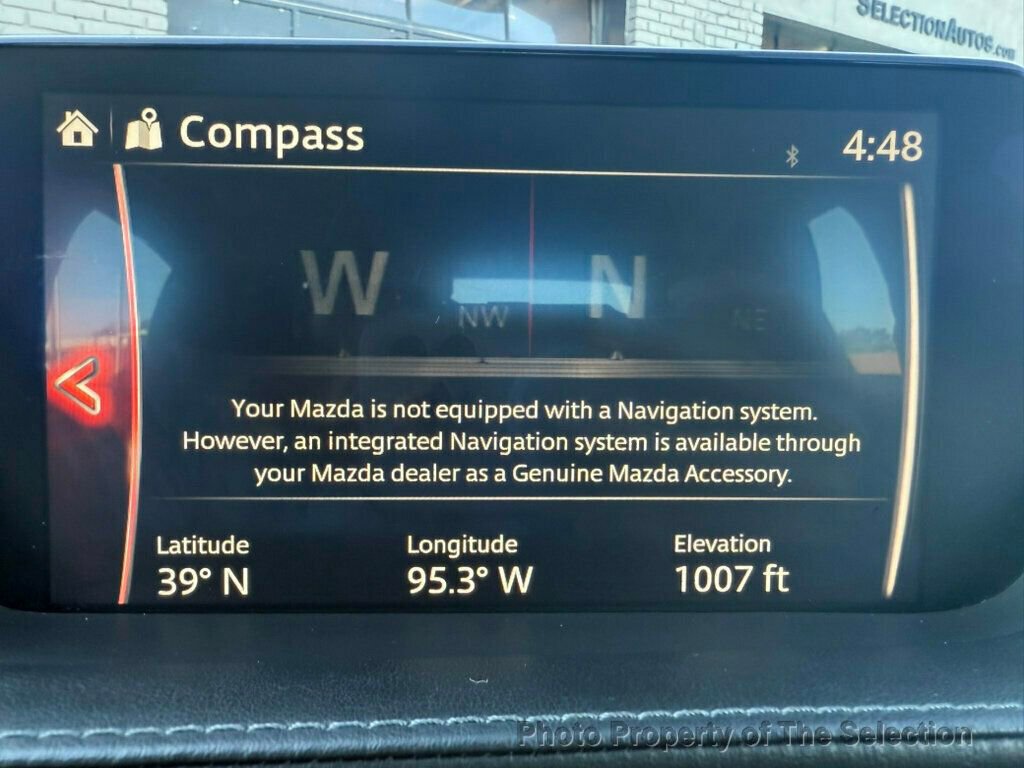 SELECTIONAUTOS.com
Compass
4:48
W NW N NE
Your Mazda is not equipped with a Navigation system.
However, an integrated Navigation system is available through
your Mazda dealer as a Genuine Mazda Accessory.
Latitude Longitude Elevation
39° N 95.3° W 1007 ft
Photo Property of The Selection